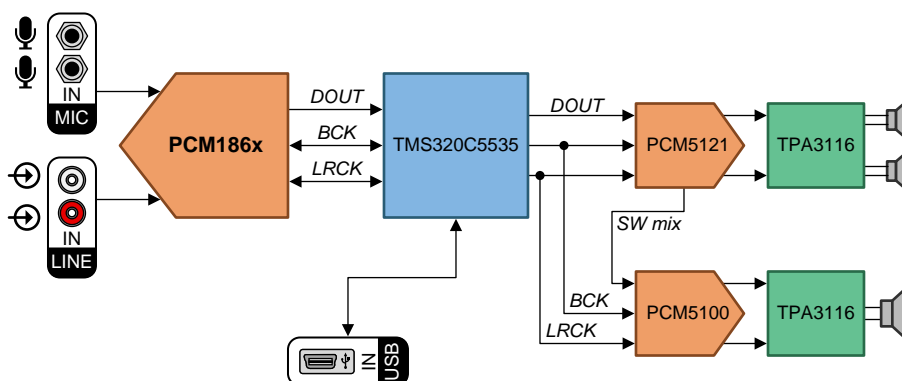 IN
MIC
IN
LINE
PCM186x
DOUT
BCK
LRCK
TMS320C5535
DOUT
PCM5121
TPA3116
SW mix
BCK
LRCK
PCM5100
TPA3116
IN
USB